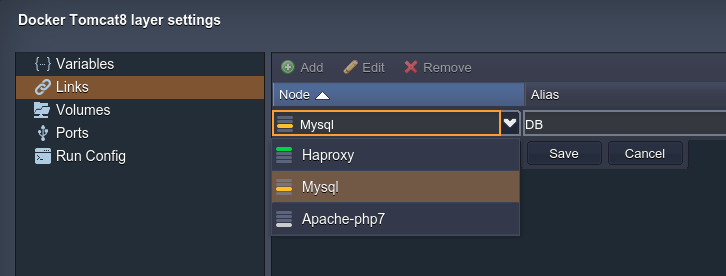 Docker Tomcat8 layer settings
Variables
Links
Volumes
Ports
Run Config
Add Edit Remove
Node Alias
Mysql DB
Haproxy
Mysql
Apache-php7
Save Cancel